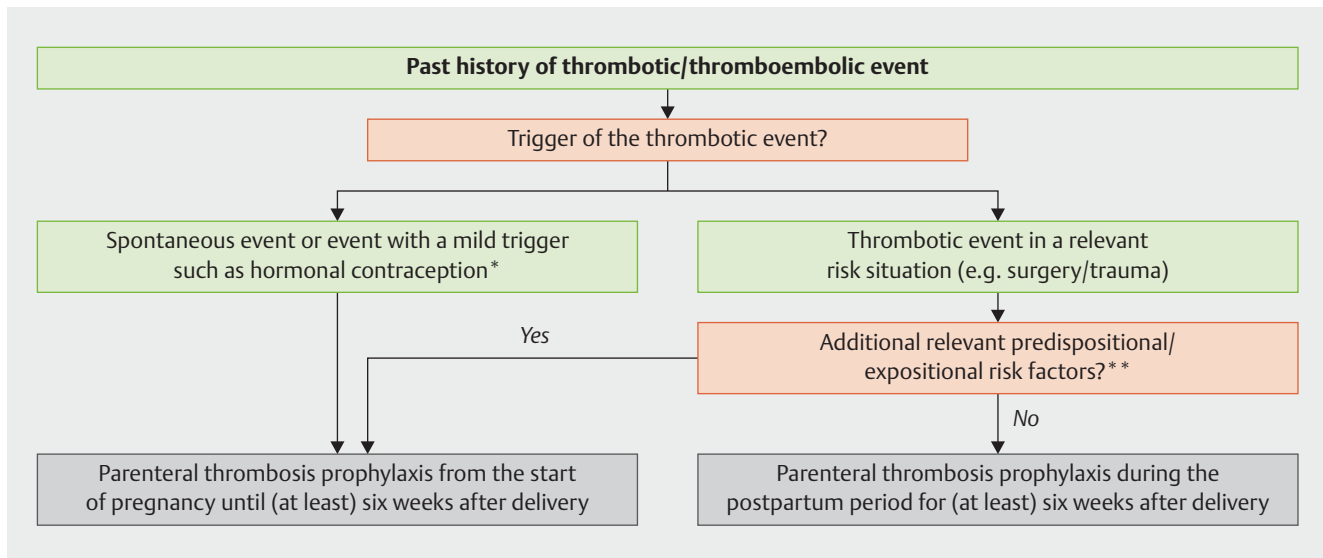 Past history of thrombotic/thromboembolic event
Trigger of the thrombotic event?
Spontaneous event or event with a mild trigger
such as hormonal contraception*
Thrombotic event in a relevant
risk situation (e.g. surgery/trauma)
Yes
Additional relevant predispositional/
expositional risk factors?**
No
Parenteral thrombosis prophylaxis from the start
of pregnancy until (at least) six weeks after delivery
Parenteral thrombosis prophylaxis during the
postpartum period for (at least) six weeks after delivery